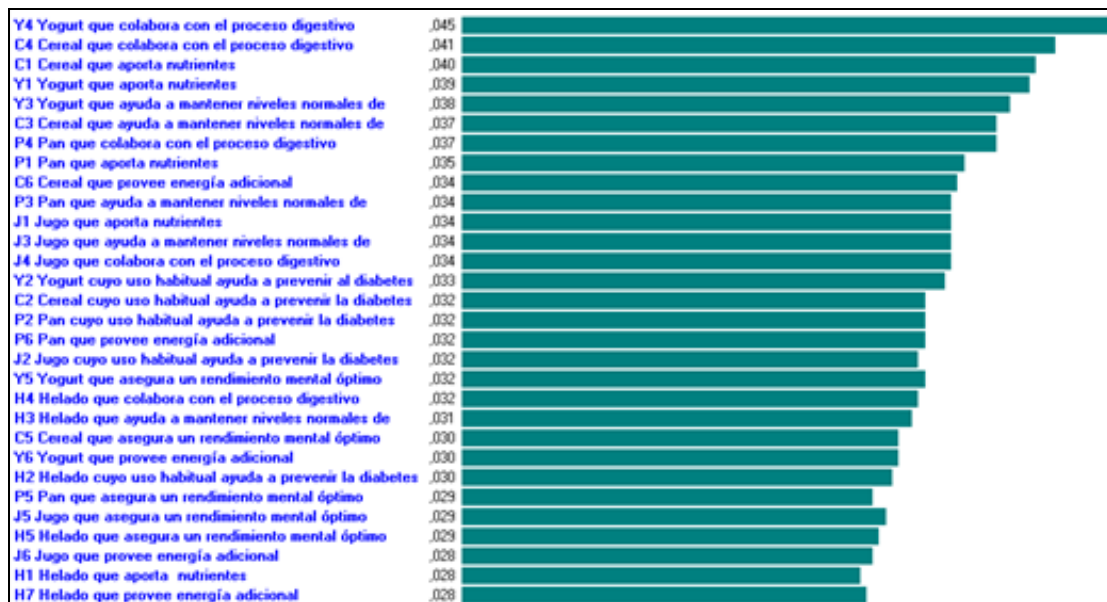 Y4 Yogurt que colabora con el proceso digestivo ,045
C4 Cereal que colabora con el proceso digestivo ,041
C1 Cereal que aporta nutrientes ,040
Y1 Yogurt que aporta nutrientes ,039
Y3 Yogurt que ayuda a mantener niveles normales de ,038
C3 Cereal que ayuda a mantener niveles normales de ,037
P4 Pan que colabora con el proceso digestivo ,037
P1 Pan que aporta nutrientes ,035
C6 Cereal que provee energía adicional ,034
P3 Pan que ayuda a mantener niveles normales de ,034
J1 Jugo que aporta nutrientes ,034
J3 Jugo que ayuda a mantener niveles normales de ,034
J4 Jugo que colabora con el proceso digestivo ,034
Y2 Yogurt cuyo uso habitual ayuda a prevenir al diabetes ,033
C2 Cereal cuyo uso habitual ayuda a prevenir la diabetes ,032
P2 Pan cuyo uso habitual ayuda a prevenir la diabetes ,032
P6 Pan que provee energía adicional ,032
J2 Jugo cuyo uso habitual ayuda a prevenir la diabetes ,032
Y5 Yogurt que asegura un rendimiento mental óptimo ,032
H4 Helado que colabora con el proceso digestivo ,032
H3 Helado que ayuda a mantener niveles normales de ,031
C5 Cereal que asegura un rendimiento mental óptimo ,030
Y6 Yogurt que provee energía adicional ,030
H2 Helado cuyo uso habitual ayuda a prevenir la diabetes ,030
P5 Pan que asegura un rendimiento mental óptimo ,029
J5 Jugo que asegura un rendimiento mental óptimo ,029
H5 Helado que asegura un rendimiento mental óptimo ,029
J6 Jugo que provee energía adicional ,028
H1 Helado que aporta nutrientes ,028
H7 Helado que provee energía adicional ,028